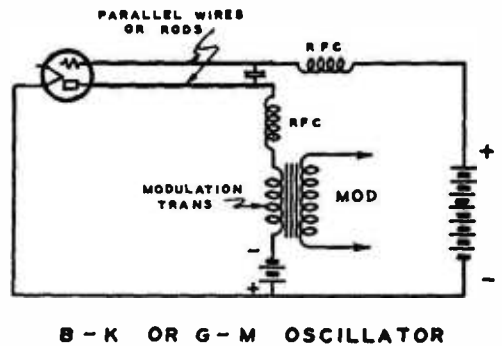 PARALLEL WIRES
OR RODS
RFC
RFC
MODULATION
TRANS
MOD
+
-
-
+
B-K OR G-M OSCILLATOR